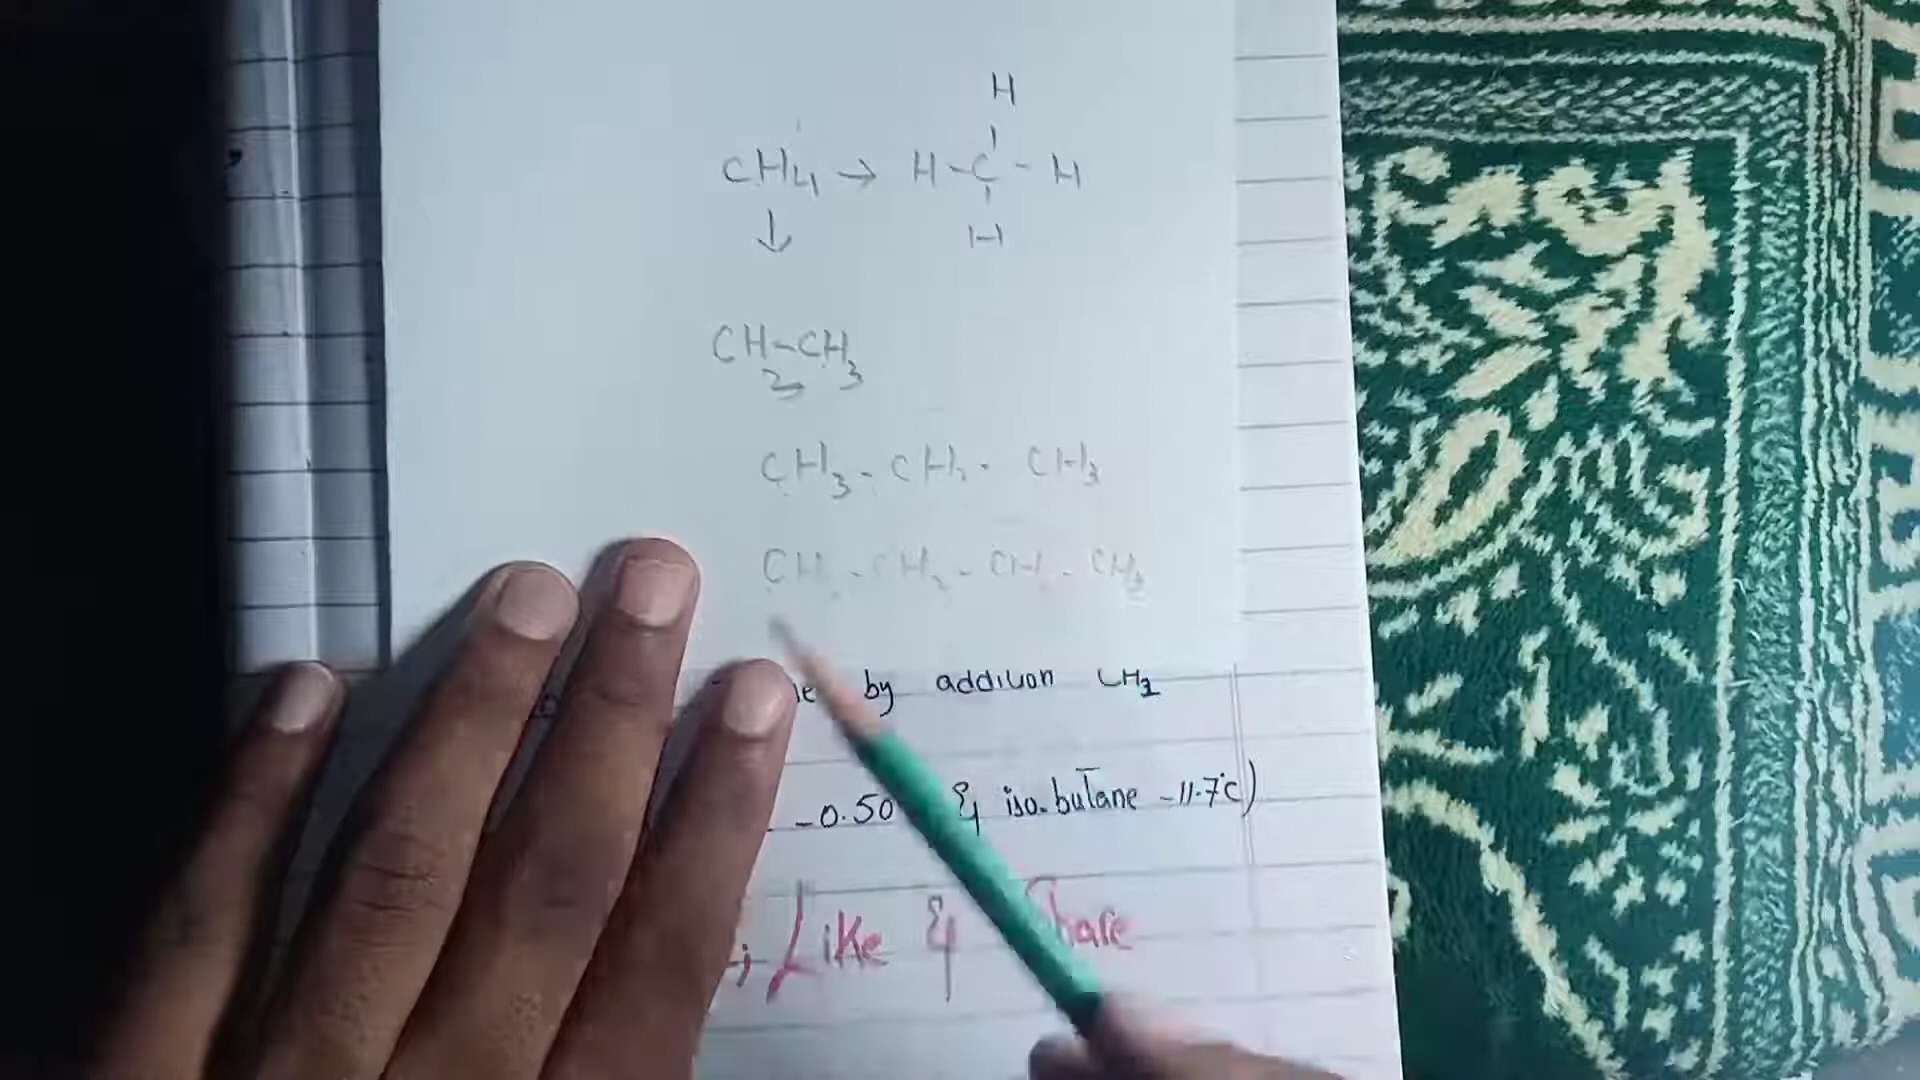 H
CH4 → H-C-H
↓ H
CH2-CH3
CH3-CH2-CH3
CH3-CH2-CH2-CH3
by addition CH2
-0.50 & iso.butane -11.7°C)
; Like & Share